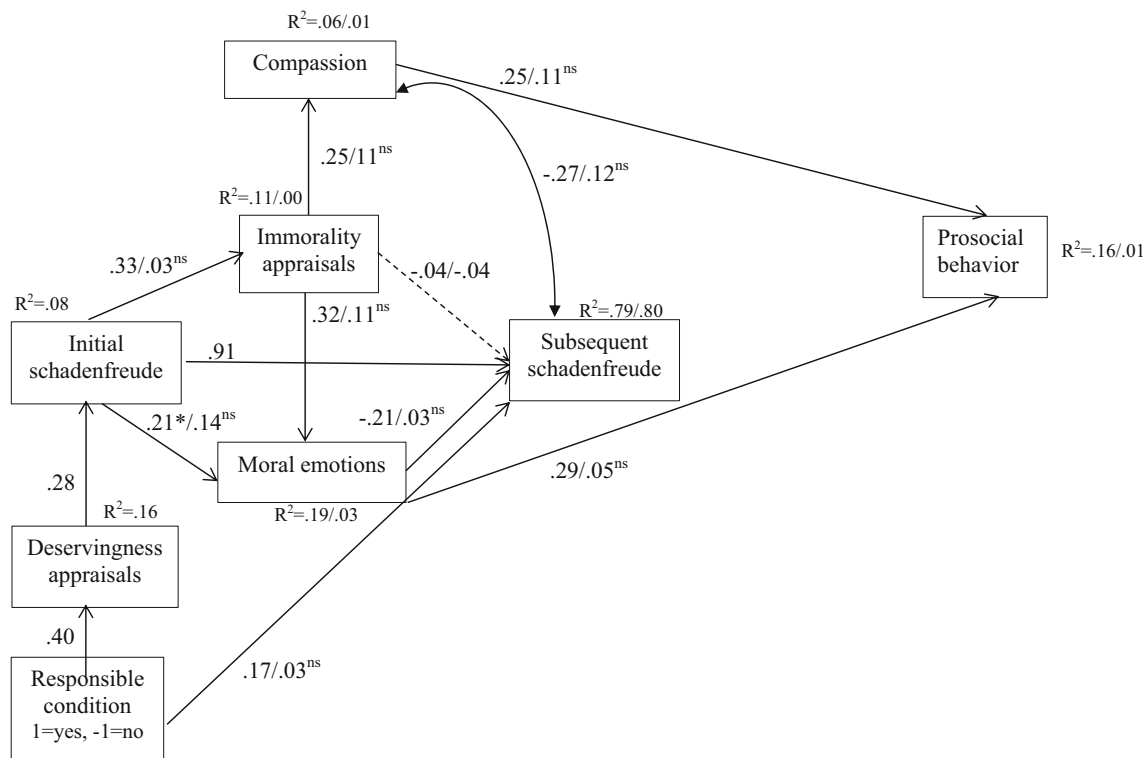 R²=.06/.01
Compassion
.25/.11ns
.25/11ns
-.27/.12ns
R²=.11/.00
Immorality
appraisals
Prosocial
behavior
R²=.16/.01
.33/.03ns
-.04/-.04
R²=.08
.32/.11ns
R²=.79/.80
Initial
schadenfreude
.91
Subsequent
schadenfreude
.21*/.14ns
-.21/.03ns
Moral emotions
.29/.05ns
.28
R²=.19/.03
R²=.16
Deservingness
appraisals
.40
.17/.03ns
Responsible
condition
1=yes, -1=no